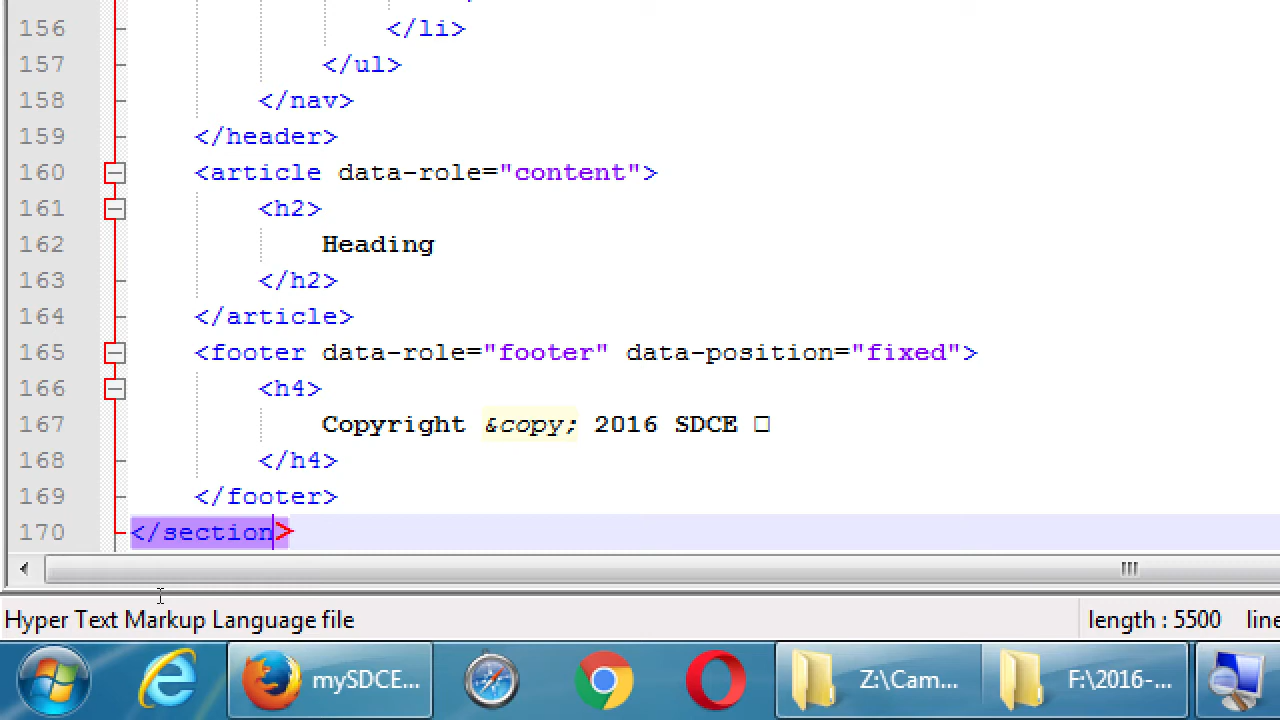 156 </li>
157 </ul>
158 </nav>
159 </header>
160 <article data-role="content">
161 <h2>
162 Heading
163 </h2>
164 </article>
165 <footer data-role="footer" data-position="fixed">
166 <h4>
167 Copyright &copy; 2016 SDCE □
168 </h4>
169 </footer>
170 </section>
Hyper Text Markup Language file length : 5500 line
mySDCE... Z:\Cam... F:\2016-...